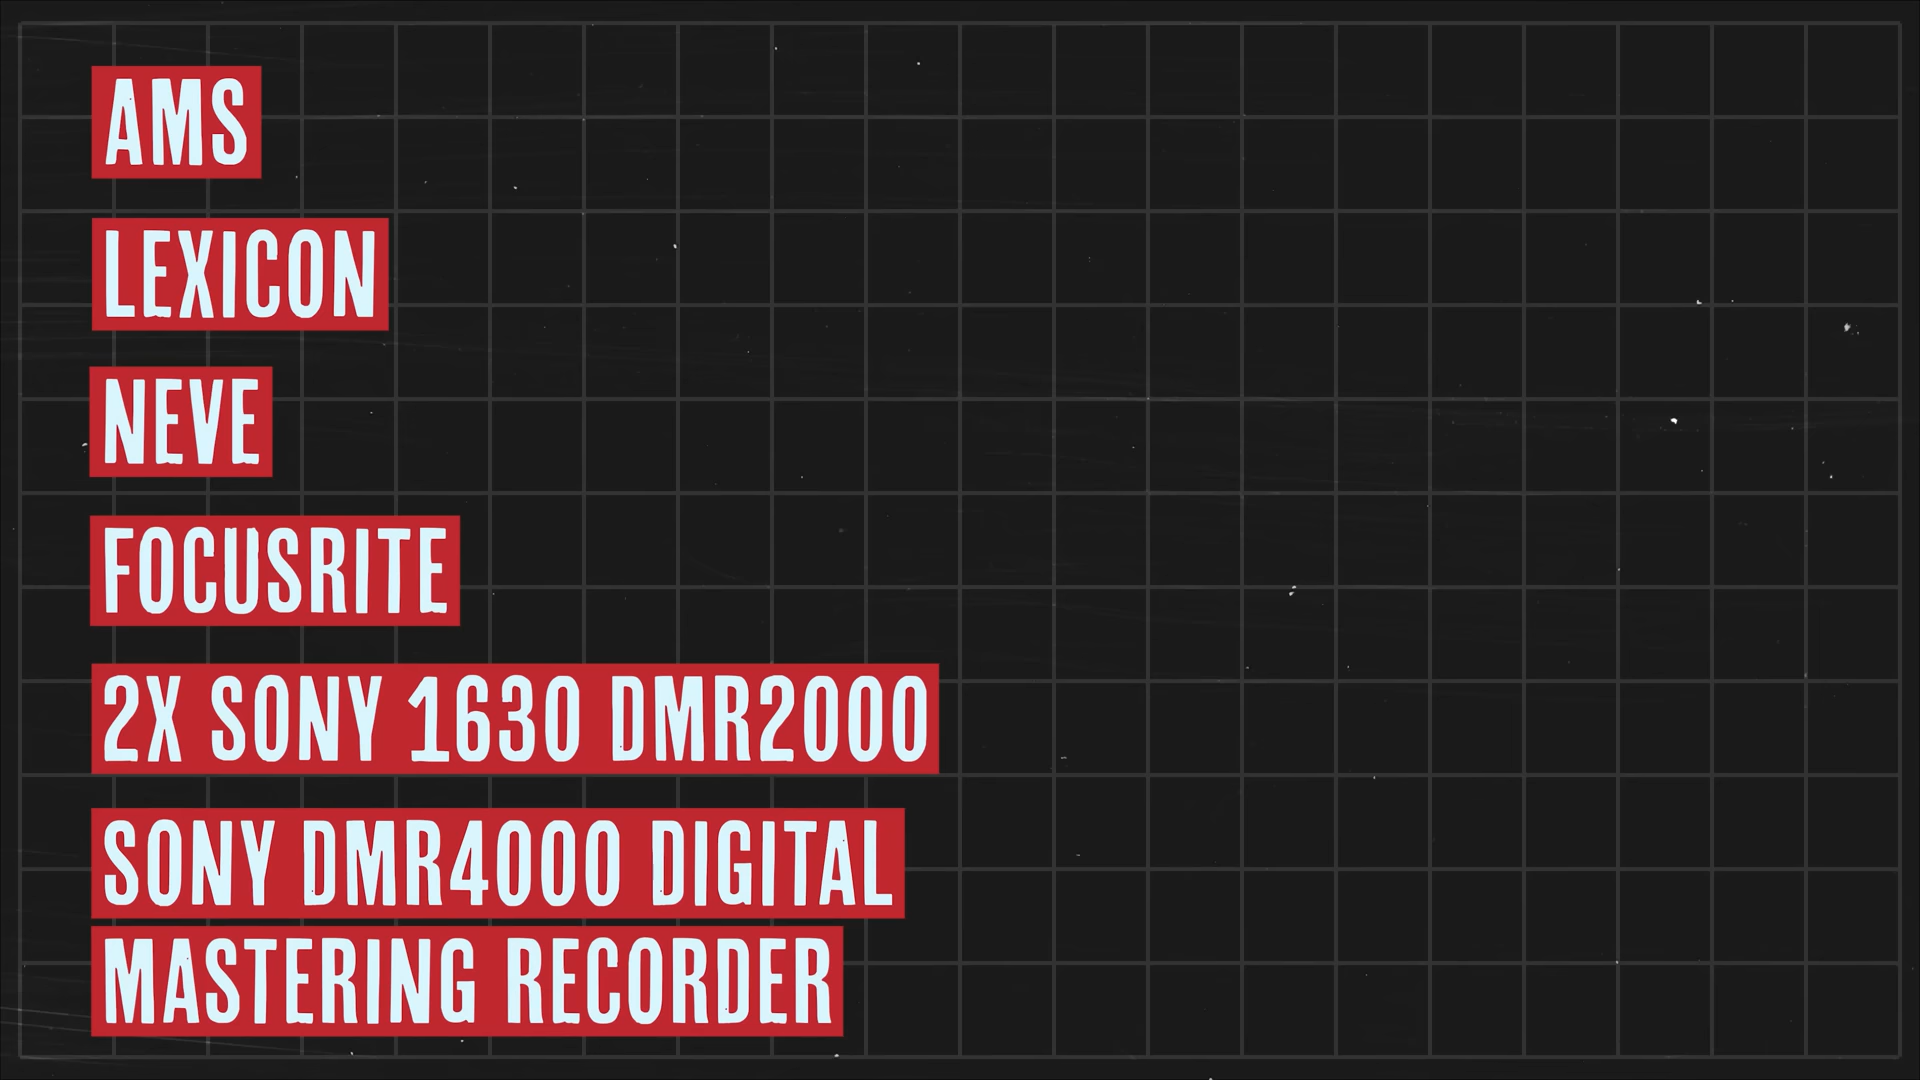 AMS
LEXICON
NEVE
FOCUSRITE
2X SONY 1630 DMR2000
SONY DMR4000 DIGITAL
MASTERING RECORDER